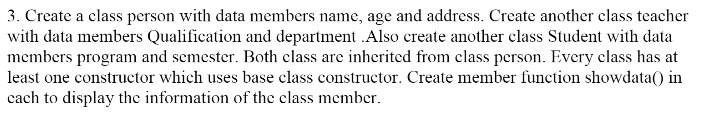 3. Create a class person with data members name, age and address. Create another class teacher
with data members Qualification and department .Also create another class Student with data
members program and semester. Both class are inherited from class person. Every class has at
least one constructor which uses base class constructor. Create member function showdata() in
each to display the information of the class member.